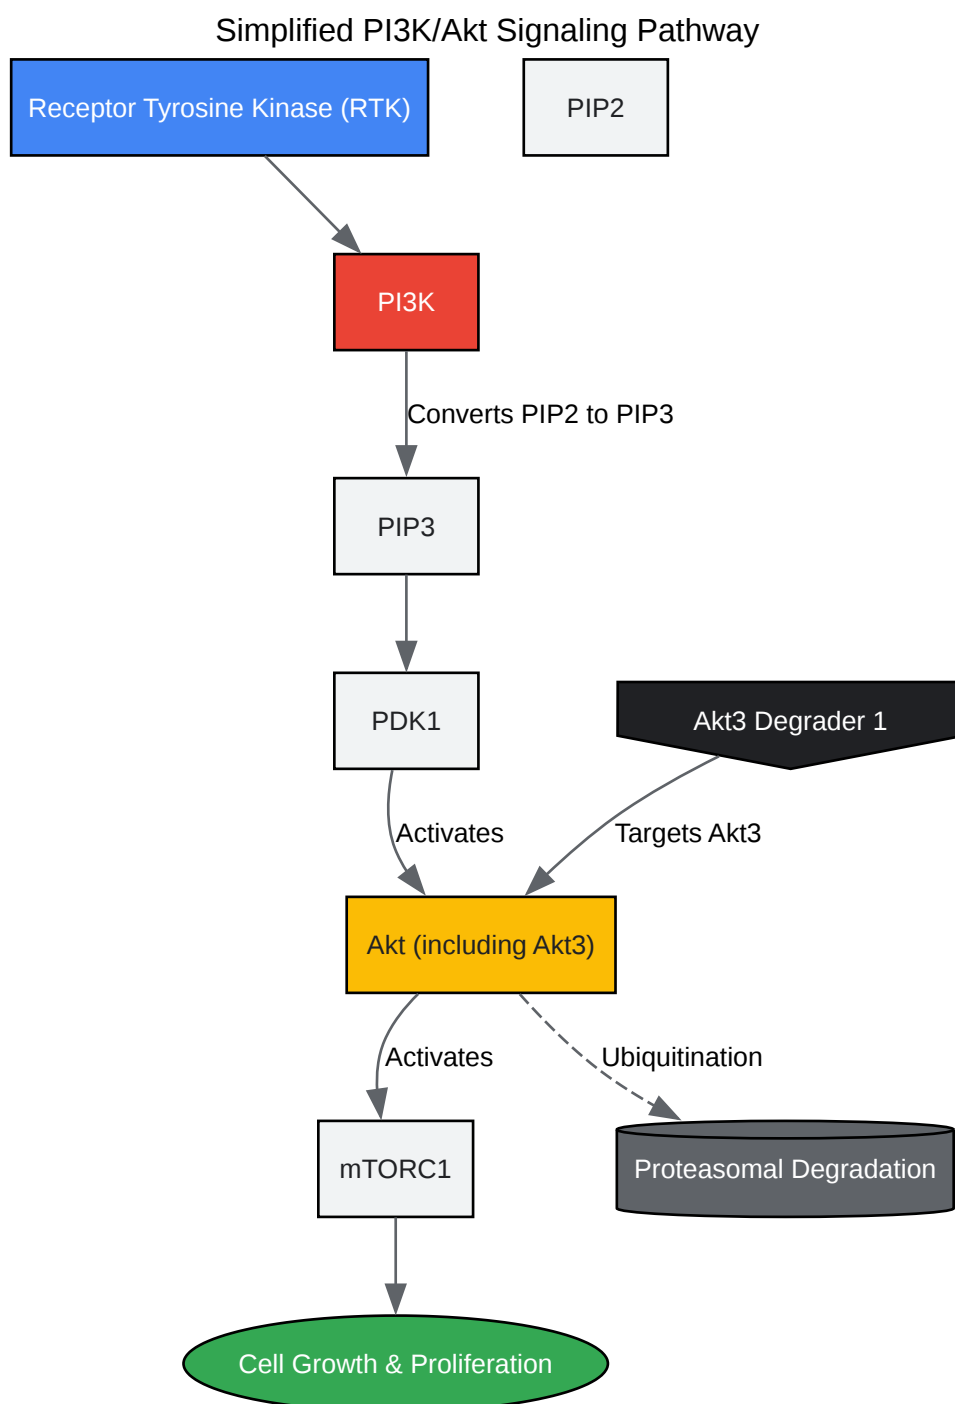 Simplified PI3K/Akt Signaling Pathway
Receptor Tyrosine Kinase (RTK)
PIP2
PI3K
Converts PIP2 to PIP3
PIP3
PDK1
Akt3 Degrader 1
Activates
Targets Akt3
Akt (including Akt3)
Activates
Ubiquitination
mTORC1
Proteasomal Degradation
Cell Growth & Proliferation